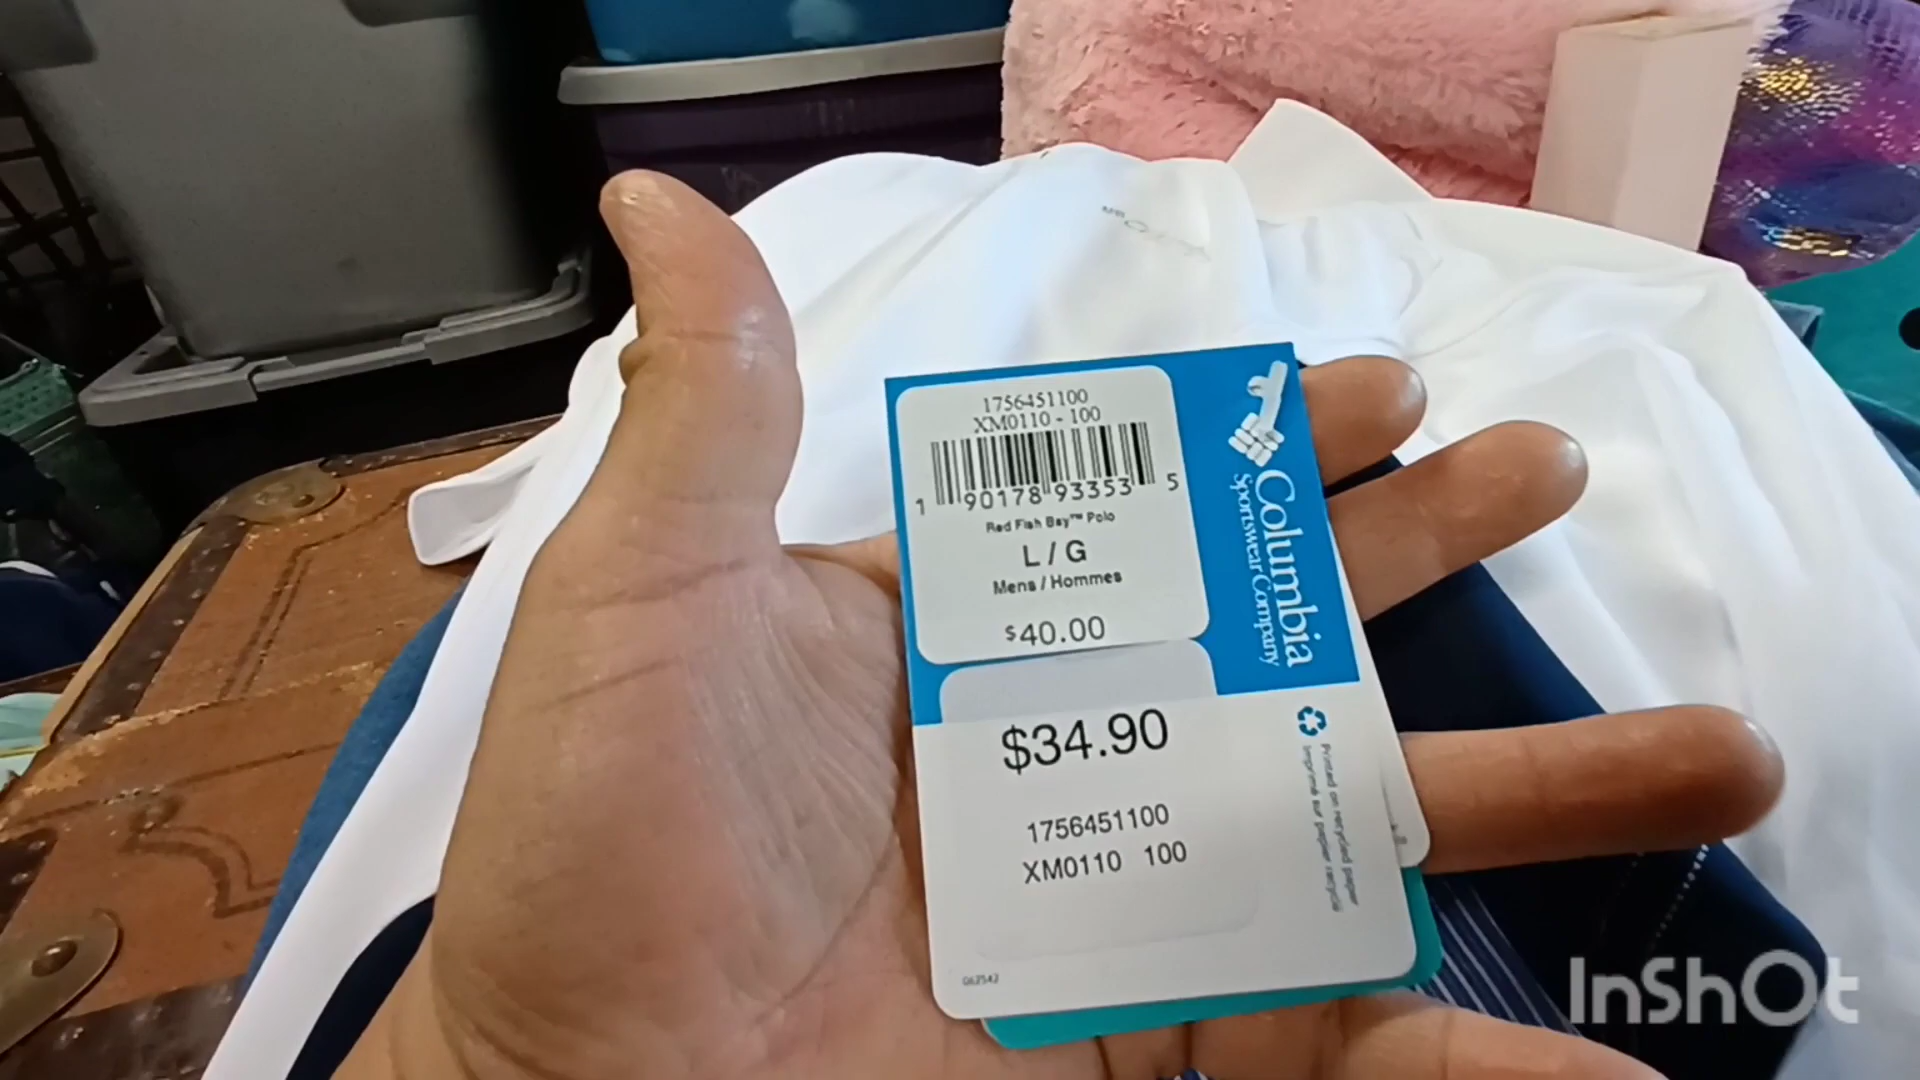 1756451100
XM0110 - 100
1 90178 93353 5
Red Fish Bay™ Polo
L / G
Mens / Hommes
$40.00
Columbia
Sportswear Company
$34.90
1756451100
XM0110 100
Printed on recycled paper
Imprimé sur papier recyclé
063542
InShOt